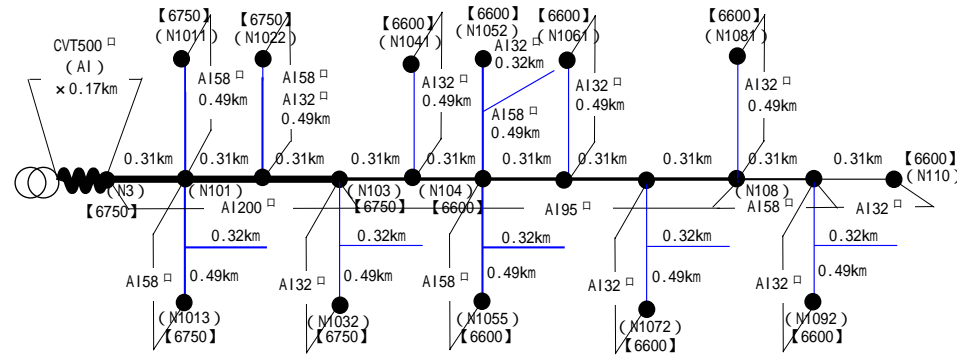 【6750】
(N1011)
【6750】
(N1022)
【6600】
(N1041)
【6600】
(N1052)
【6600】
(N1061)
【6600】
(N1081)
CVT500□
(Al)
×0.17km
Al58□
0.49km
Al58□
Al32□
0.49km
Al32□
0.49km
Al32□
0.32km
Al58□
0.49km
Al32□
0.49km
Al32□
0.49km
0.31km
0.31km
0.31km
0.31km
0.31km
0.31km
0.31km
0.31km
0.31km
【6600】
(N110)
(N3)
(N101)
(N103)
(N104)
(N108)
【6750】
Al200□
【6750】
【6600】
Al95□
Al58□
Al32□
0.32km
0.32km
0.32km
0.32km
0.32km
Al58□
0.49km
Al32□
0.49km
Al58□
0.49km
Al32□
0.49km
Al32□
0.49km
(N1013)
【6750】
(N1032)
【6750】
(N1055)
【6600】
(N1072)
【6600】
(N1092)
【6600】